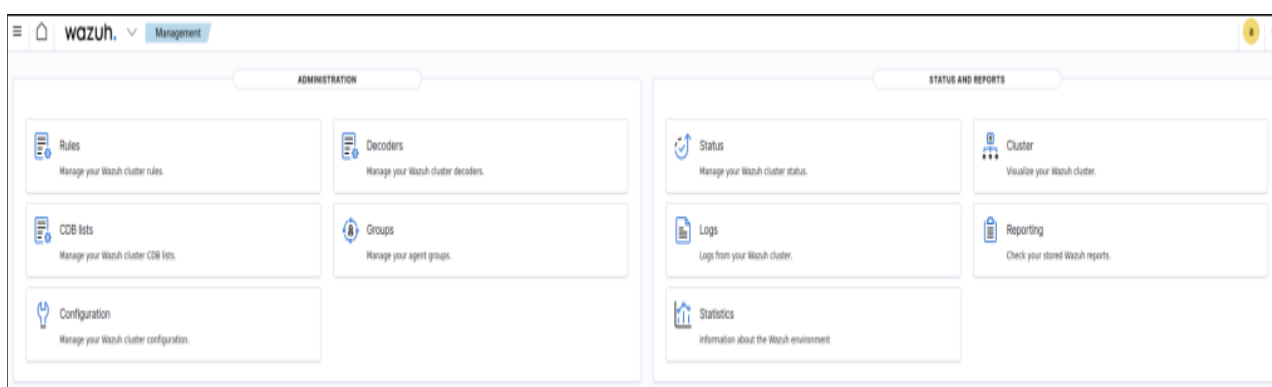 wazuh. Management a
ADMINISTRATION
Rules
Manage your Wazuh cluster rules.
Decoders
Manage your Wazuh cluster decoders.
CDB lists
Manage your Wazuh cluster CDB lists.
Groups
Manage your agent groups.
Configuration
Manage your Wazuh cluster configuration.
STATUS AND REPORTS
Status
Manage your Wazuh cluster status.
Cluster
Visualize your Wazuh cluster.
Logs
Logs from your Wazuh cluster.
Reporting
Check your stored Wazuh reports.
Statistics
Information about the Wazuh environment